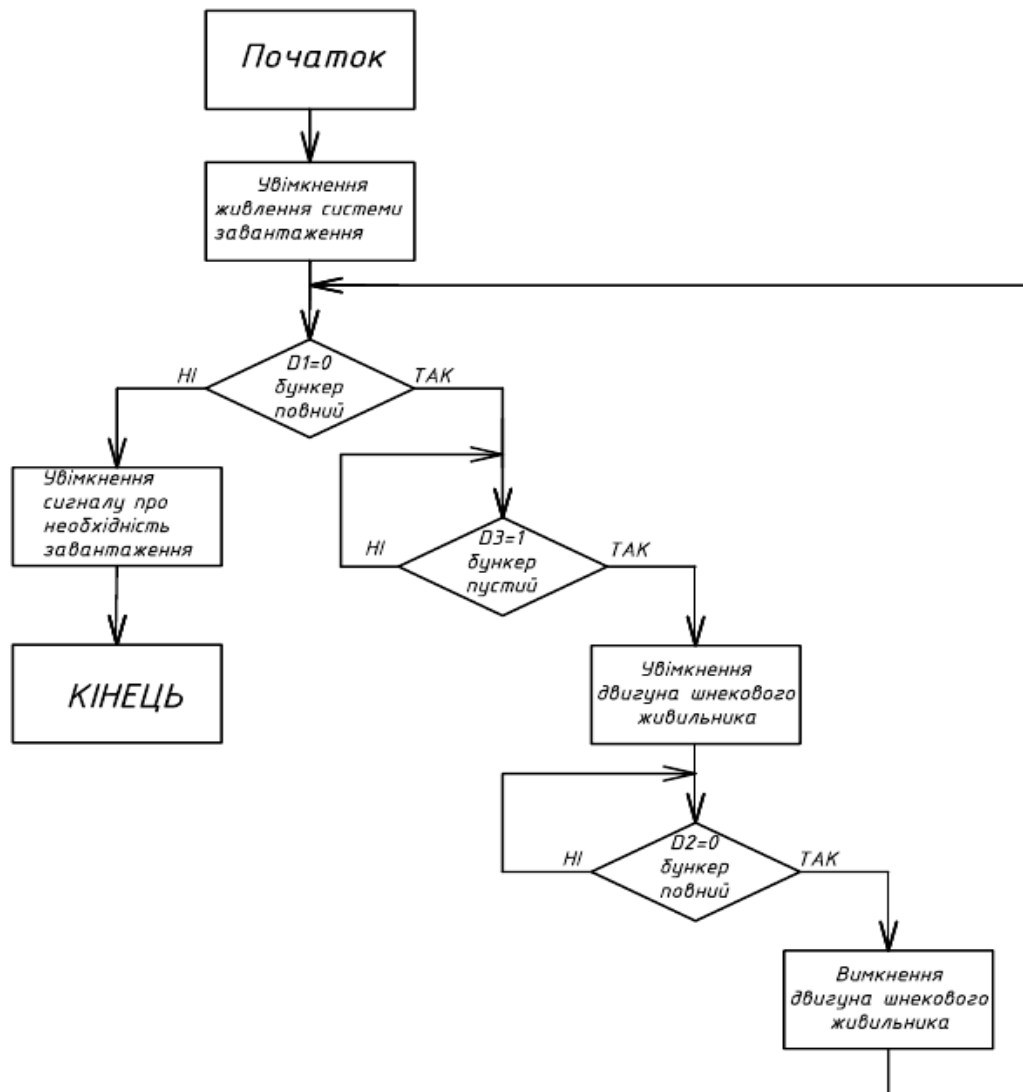 Початок
Увімкнення
живлення системи
завантаження
D1=0
бункер
повний
НІ
ТАК
Увімкнення
сигналу про
необхідність
завантаження
D3=1
бункер
пустий
НІ
ТАК
КІНЕЦЬ
Увімкнення
двигуна шнекового
живильника
D2=0
бункер
повний
НІ
ТАК
Вимкнення
двигуна шнекового
живильника